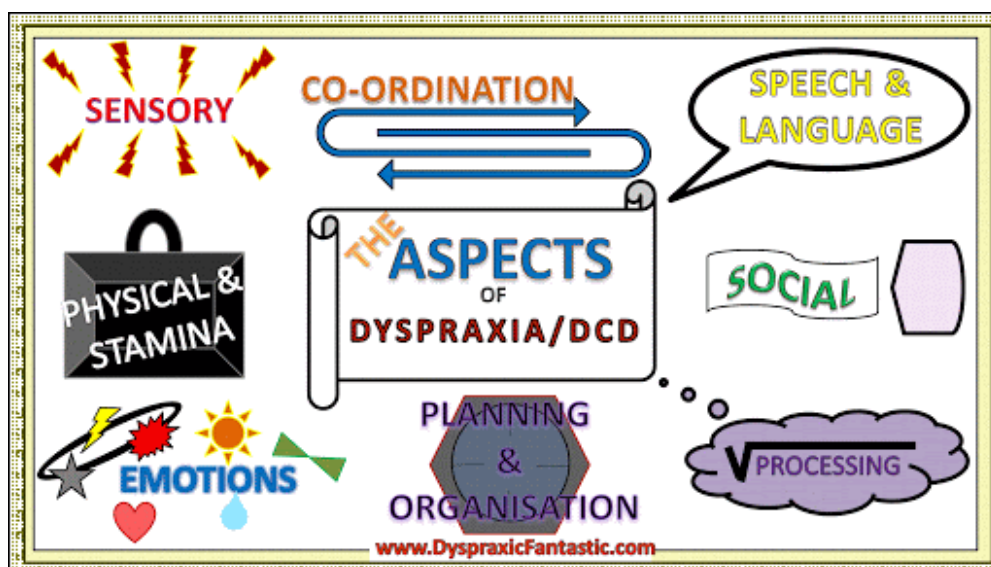 SENSORY
CO-ORDINATION
SPEECH &
LANGUAGE
THE
ASPECTS
OF
DYSPRAXIA/DCD
PHYSICAL &
STAMINA
SOCIAL
EMOTIONS
PLANNING
&
ORGANISATION
√PROCESSING
www.DyspraxicFantastic.com